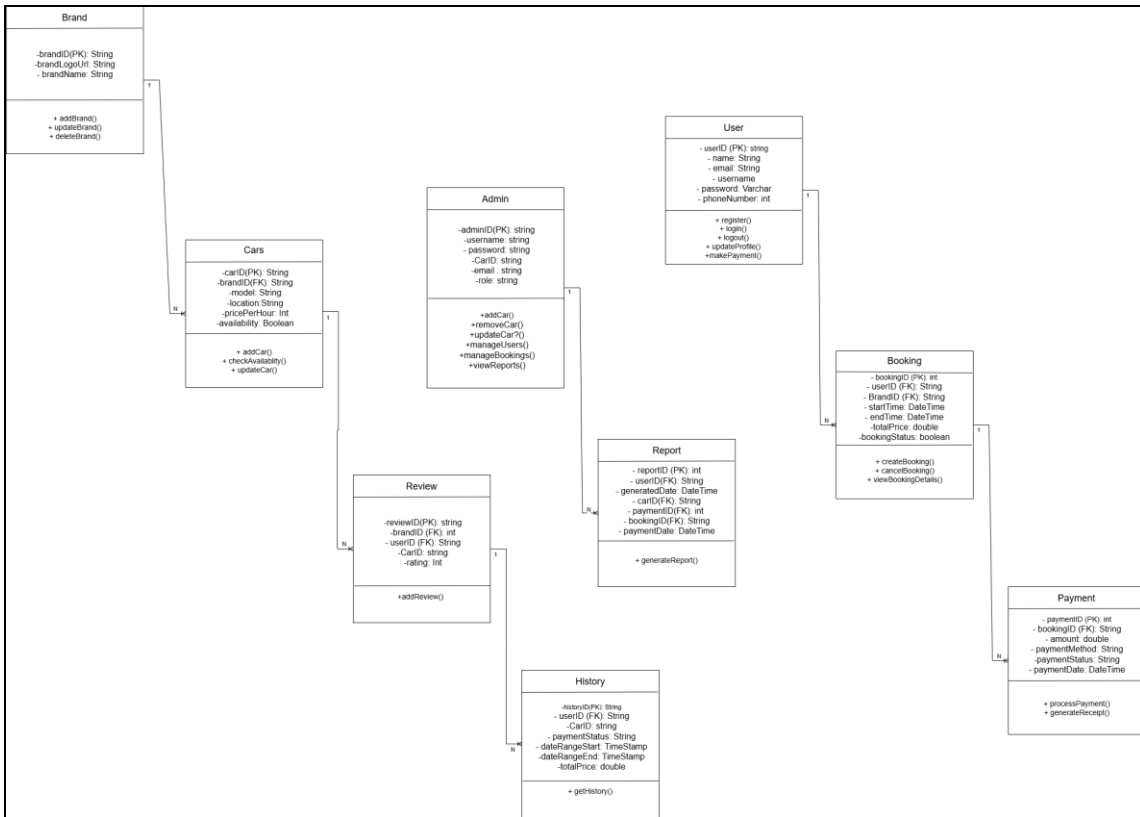 Brand
-brandID(PK): String
-brandLogoUrl: String
- brandName: String
+ addBrand()
+ updateBrand()
+ deleteBrand()
1
N
Cars
-carID(PK): String
-brandID(FK): String
-model: String
-location:String
-pricePerHour: Int
-availability: Boolean
+ addCar()
+ checkAvailablity()
+ updateCar()
1
N
Review
-reviewID(PK): string
-brandID (FK): int
- userID (FK): String
-CarID: string
-rating: Int
+addReview()
1
N
History
-historyID(PK): String
- userID (FK): String
-CarID: string
- paymentStatus: String
- dateRangeStart: TimeStamp
-dateRangeEnd: TimeStamp
-totalPrice: double
+ getHistory()
Admin
-adminID(PK): string
-username: string
- password: string
-CarID: string
-email : string
-role: string
+addCar()
+removeCar()
+updateCar?()
+manageUsers()
+manageBookings()
+viewReports()
1
N
Report
- reportID (PK): int
- userID(FK): String
- generatedDate: DateTime
- carID(FK): String
- paymentID(FK): int
- bookingID(FK): String
- paymentDate: DateTime
+ generateReport()
User
- userID (PK): string
- name: String
- email: String
- username
- password: Varchar
- phoneNumber: int
+ register()
+ login()
+ logout()
+ updateProfile()
+makePayment()
1
N
Booking
- bookingID (PK): int
- userID (FK): String
- BrandID (FK): String
- startTime: DateTime
- endTime: DateTime
-totalPrice: double
-bookingStatus: boolean
+ createBooking()
+ cancelBooking()
+ viewBookingDetails()
1
N
Payment
- paymentID (PK): int
- bookingID (FK): String
- amount: double
- paymentMethod: String
-paymentStatus: String
- paymentDate: DateTime
+ processPayment()
+ generateReceipt()